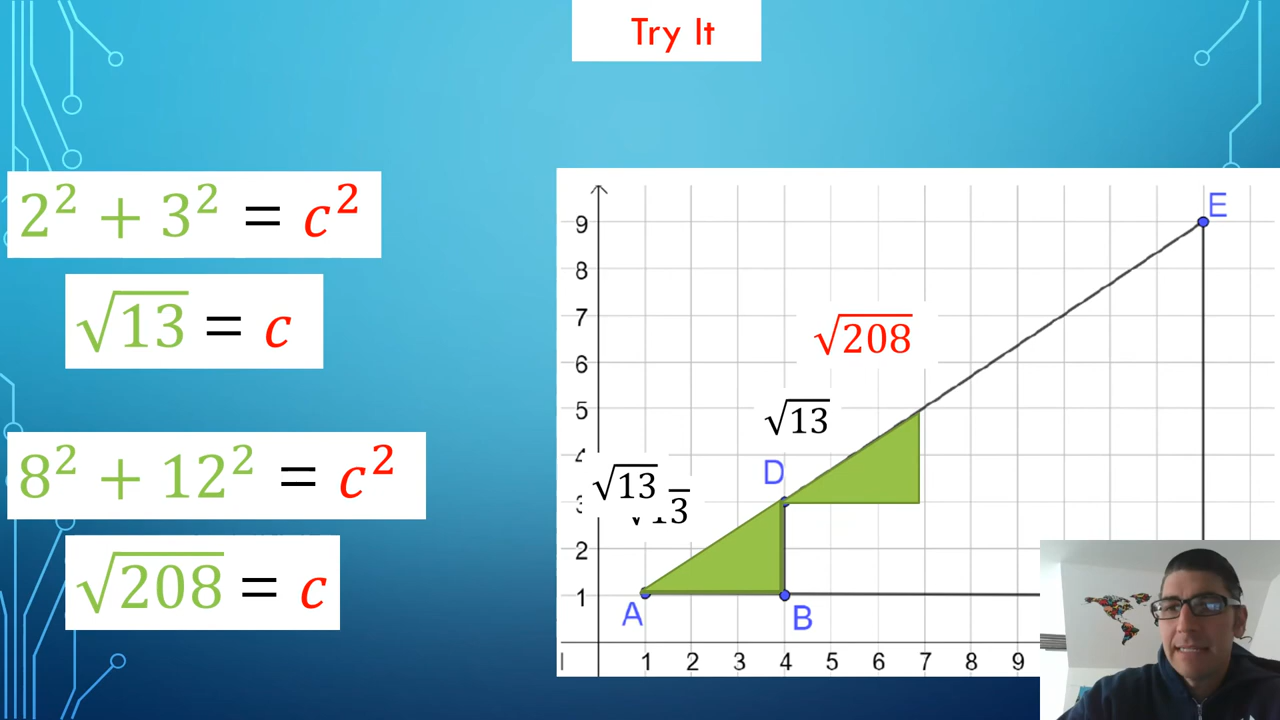 Try It
2² + 3² = c²
√13 = c
8² + 12² = c²
√208 = c
E
9
8
7
√208
6
5
√13
4
D
√13
3
√13
2
1
A
B
1 2 3 4 5 6 7 8 9